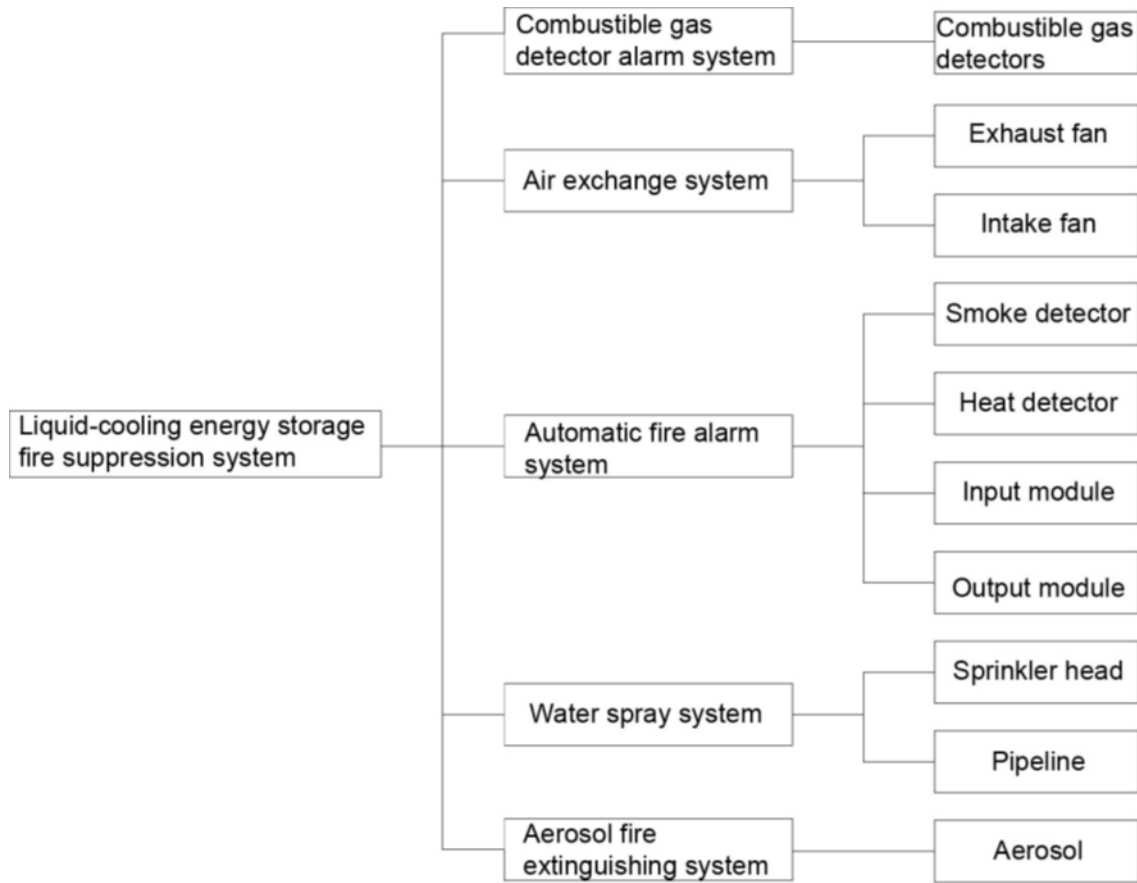 Combustible gas
detector alarm system
Combustible gas
detectors
Air exchange system
Exhaust fan
Intake fan
Liquid-cooling energy storage
fire suppression system
Automatic fire alarm
system
Smoke detector
Heat detector
Input module
Output module
Water spray system
Sprinkler head
Pipeline
Aerosol fire
extinguishing system
Aerosol